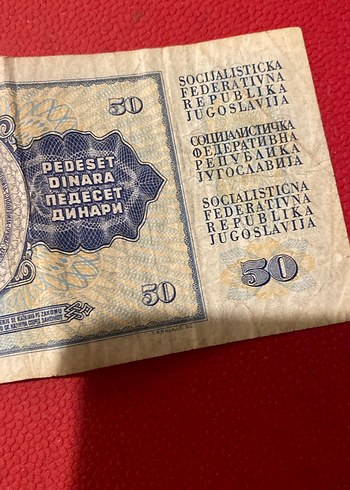 50
PEDESET
DINARA
ПЕДЕСЕТ
ДИНАРИ
50
SOCIJALISTICKA
FEDERATIVNA
REPUBLIKA
JUGOSLAVIJA
СОЦИЈАЛИСТИЧКА
ФЕДЕРАТИВНА
РЕПУБЛИКА
ЈУГОСЛАВИЈА
SOCIALISTICNA
FEDERATIVNA
REPUBLIKA
JUGOSLAVIJA
50